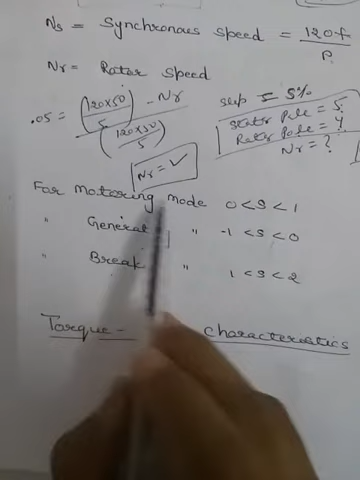 Ns = Synchronous speed = 120f/P.
Nr = Rotor Speed
slip = 5%
stator pole = 5
Rotor pole = 4
Nr = ?
.05 = ((120×50/5) - Nr)/(120×50/5)
Nr = ✓
For Motoring mode 0 < S < 1
" General " -1 < S < 0
" Break " 1 < S < 2
Torque- characteristics